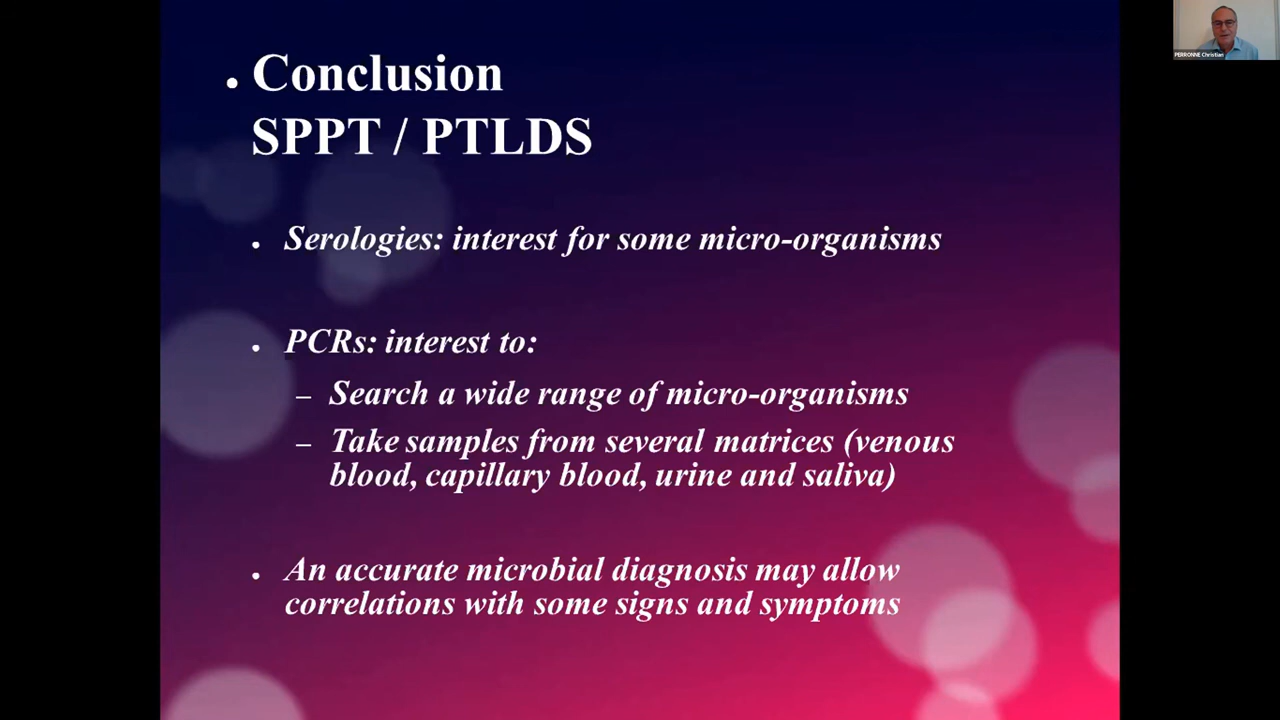 PERRONNE Christian
• Conclusion
SPPT / PTLDS
• Serologies: interest for some micro-organisms
• PCRs: interest to:
– Search a wide range of micro-organisms
– Take samples from several matrices (venous
blood, capillary blood, urine and saliva)
• An accurate microbial diagnosis may allow
correlations with some signs and symptoms